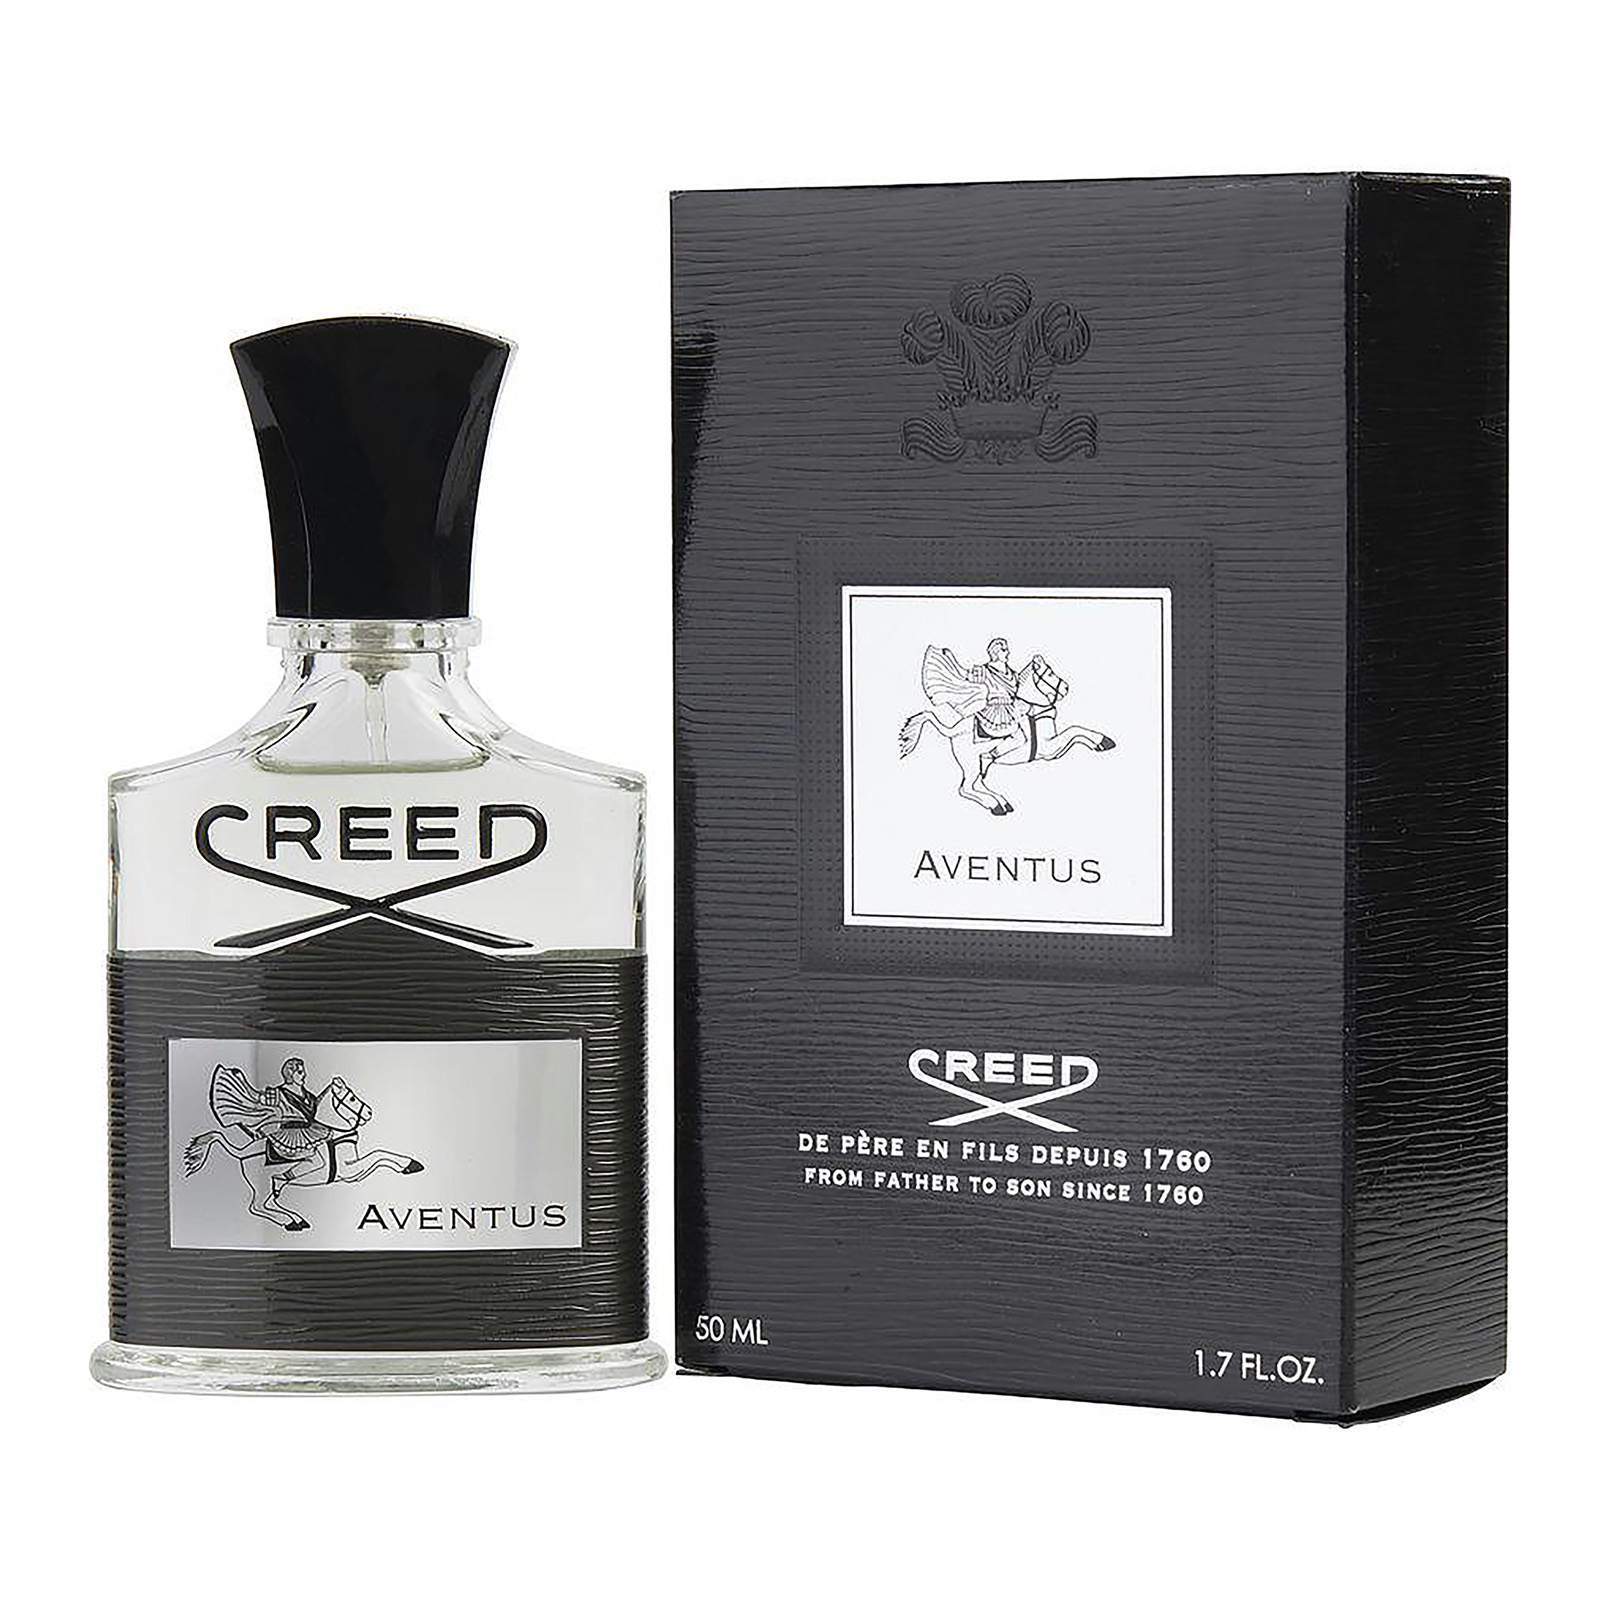 CREED
AVENTUS
AVENTUS
CREED
DE PÈRE EN FILS DEPUIS 1760
FROM FATHER TO SON SINCE 1760
50 ML
1.7 FL.OZ.